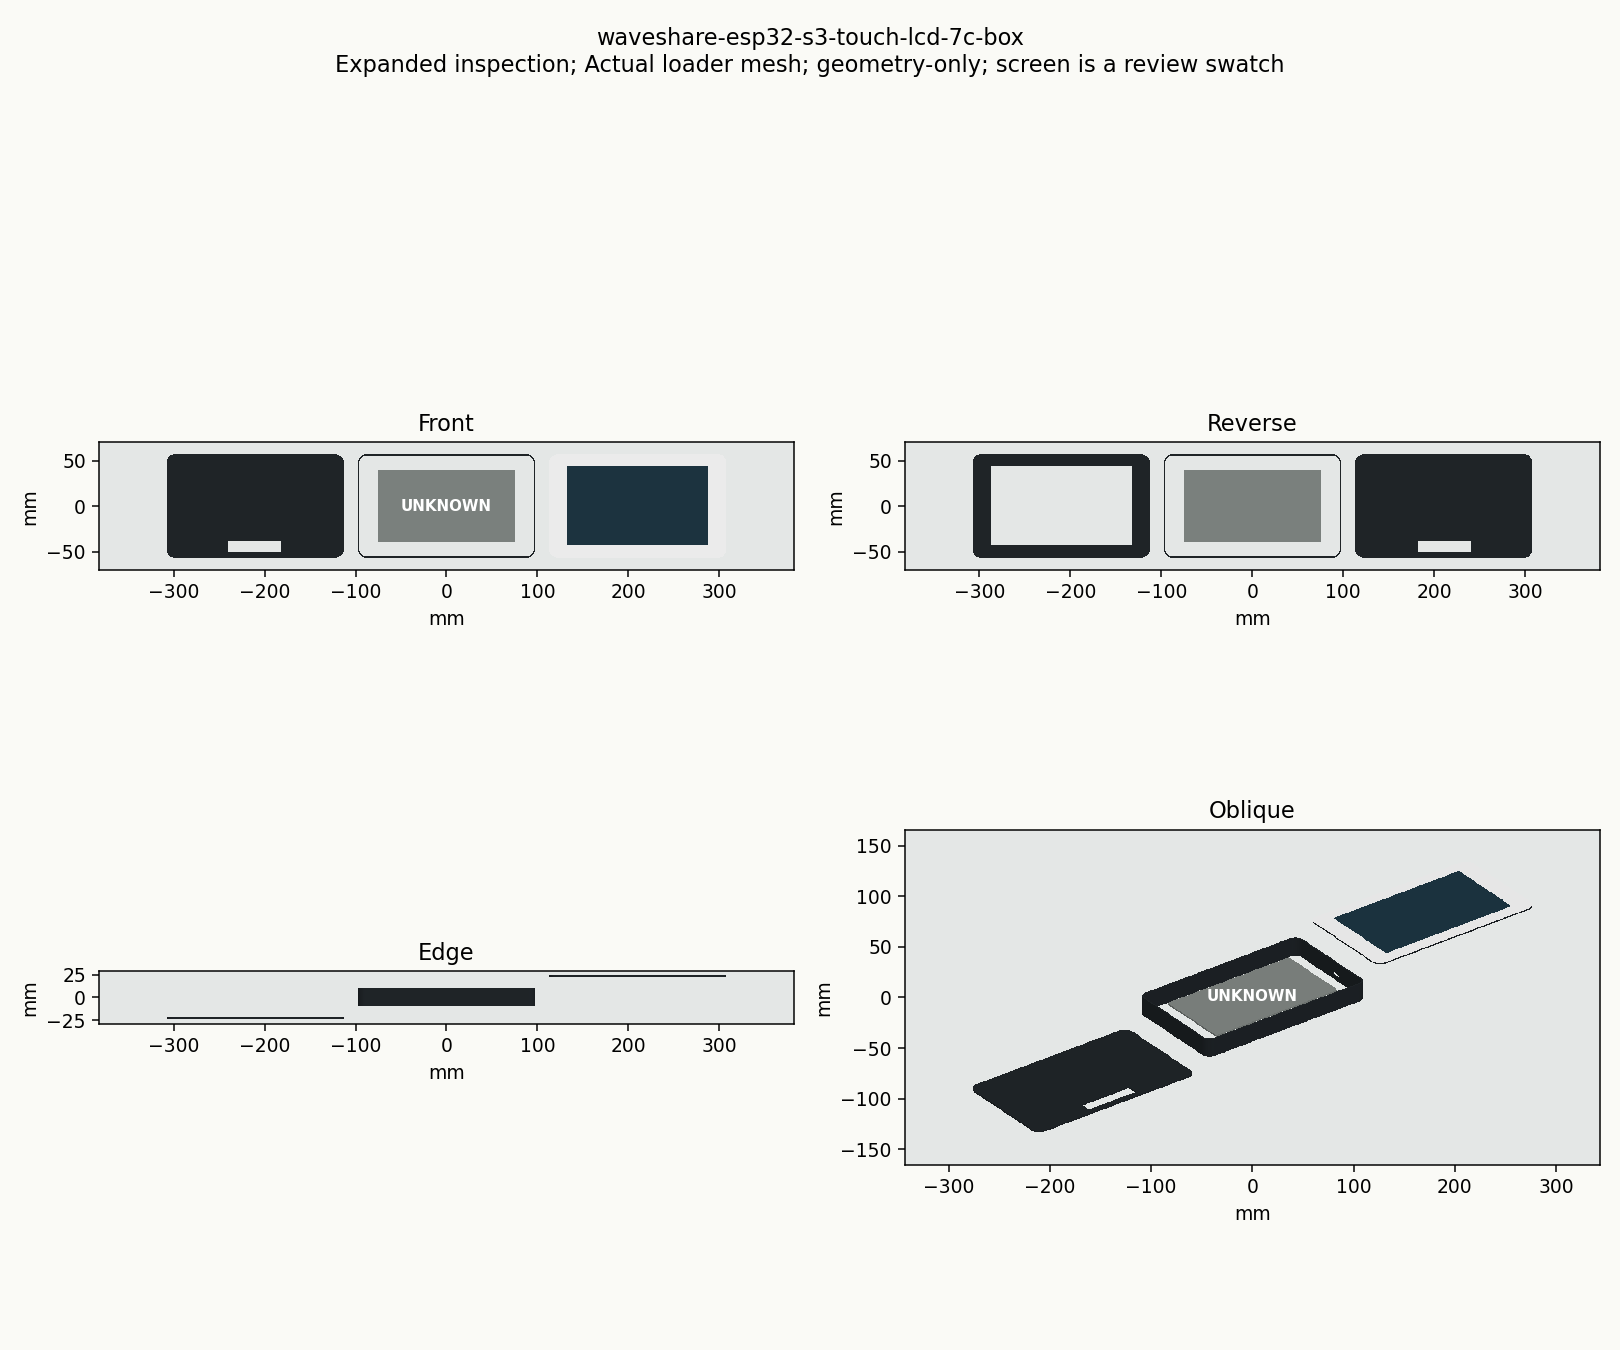 waveshare-esp32-s3-touch-lcd-7c-box
Expanded inspection; Actual loader mesh; geometry-only; screen is a review swatch
Front
50
0
−50
mm
UNKNOWN
−300 −200 −100 0 100 200 300
mm
Reverse
50
0
−50
mm
−300 −200 −100 0 100 200 300
mm
Edge
25
0
−25
mm
−300 −200 −100 0 100 200 300
mm
Oblique
150
100
50
0
−50
−100
−150
mm
UNKNOWN
−300 −200 −100 0 100 200 300
mm